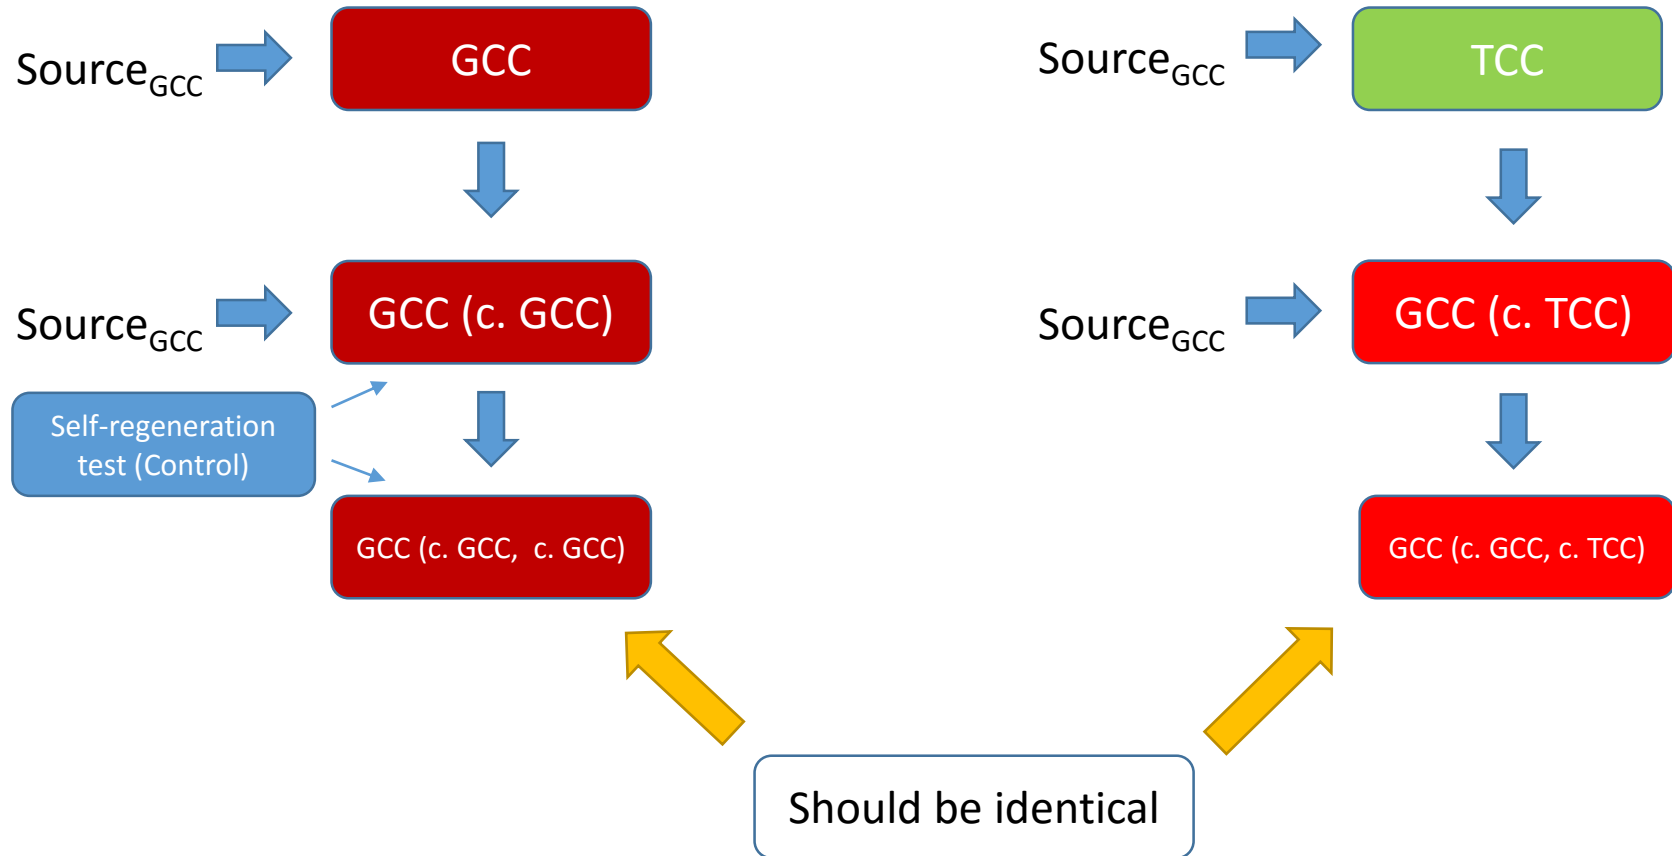 Source_GCC
GCC
Source_GCC
TCC
Source_GCC
GCC (c. GCC)
Source_GCC
GCC (c. TCC)
Self-regeneration
test (Control)
GCC (c. GCC, c. GCC)
GCC (c. GCC, c. TCC)
Should be identical